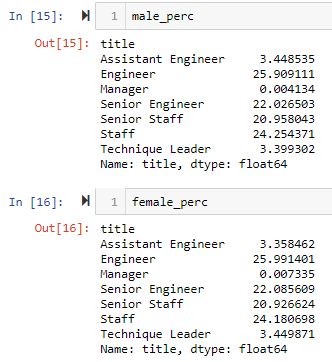 In [15]: 1 male_perc
Out[15]: title
Assistant Engineer 3.448535
Engineer 25.909111
Manager 0.004134
Senior Engineer 22.026503
Senior Staff 20.958043
Staff 24.254371
Technique Leader 3.399302
Name: title, dtype: float64
In [16]: 1 female_perc
Out[16]: title
Assistant Engineer 3.358462
Engineer 25.991401
Manager 0.007335
Senior Engineer 22.085609
Senior Staff 20.926624
Staff 24.180698
Technique Leader 3.449871
Name: title, dtype: float64